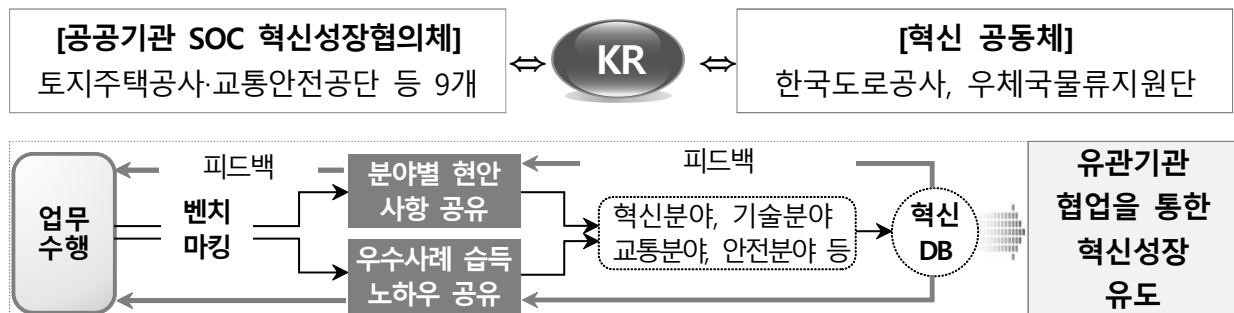 [공공기관 SOC 혁신성장협의체]
토지주택공사·교통안전공단 등 9개
KR
[혁신 공동체]
한국도로공사, 우체국물류지원단
업무
수행
피드백
벤치
마킹
분야별 현안
사항 공유
우수사례 습득
노하우 공유
피드백
혁신분야, 기술분야
교통분야, 안전분야 등
혁신
DB
유관기관
협업을 통한
혁신성장
유도